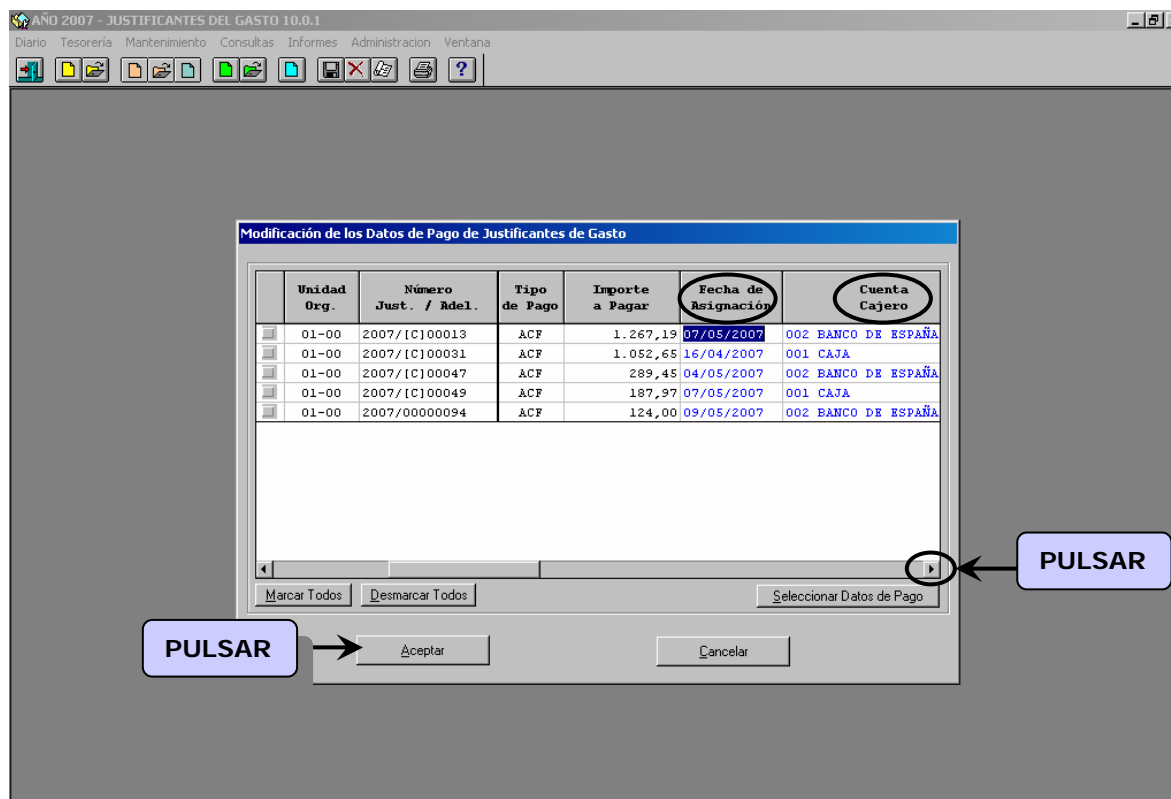 AÑO 2007 - JUSTIFICANTES DEL GASTO 10.0.1
Diario Tesorería Mantenimiento Consultas Informes Administracion Ventana
Modificación de los Datos de Pago de Justificantes de Gasto
Unidad Org. Número Just. / Adel. Tipo de Pago Importe a Pagar Fecha de Asignación Cuenta Cajero
01-00 2007/[C]00013 ACF 1.267,19 07/05/2007 002 BANCO DE ESPAÑA
01-00 2007/[C]00031 ACF 1.052,65 16/04/2007 001 CAJA
01-00 2007/[C]00047 ACF 289,45 04/05/2007 002 BANCO DE ESPAÑA
01-00 2007/[C]00049 ACF 187,97 07/05/2007 001 CAJA
01-00 2007/00000094 ACF 124,00 09/05/2007 002 BANCO DE ESPAÑA
PULSAR
Marcar Todos Desmarcar Todos Seleccionar Datos de Pago
PULSAR
Aceptar Cancelar